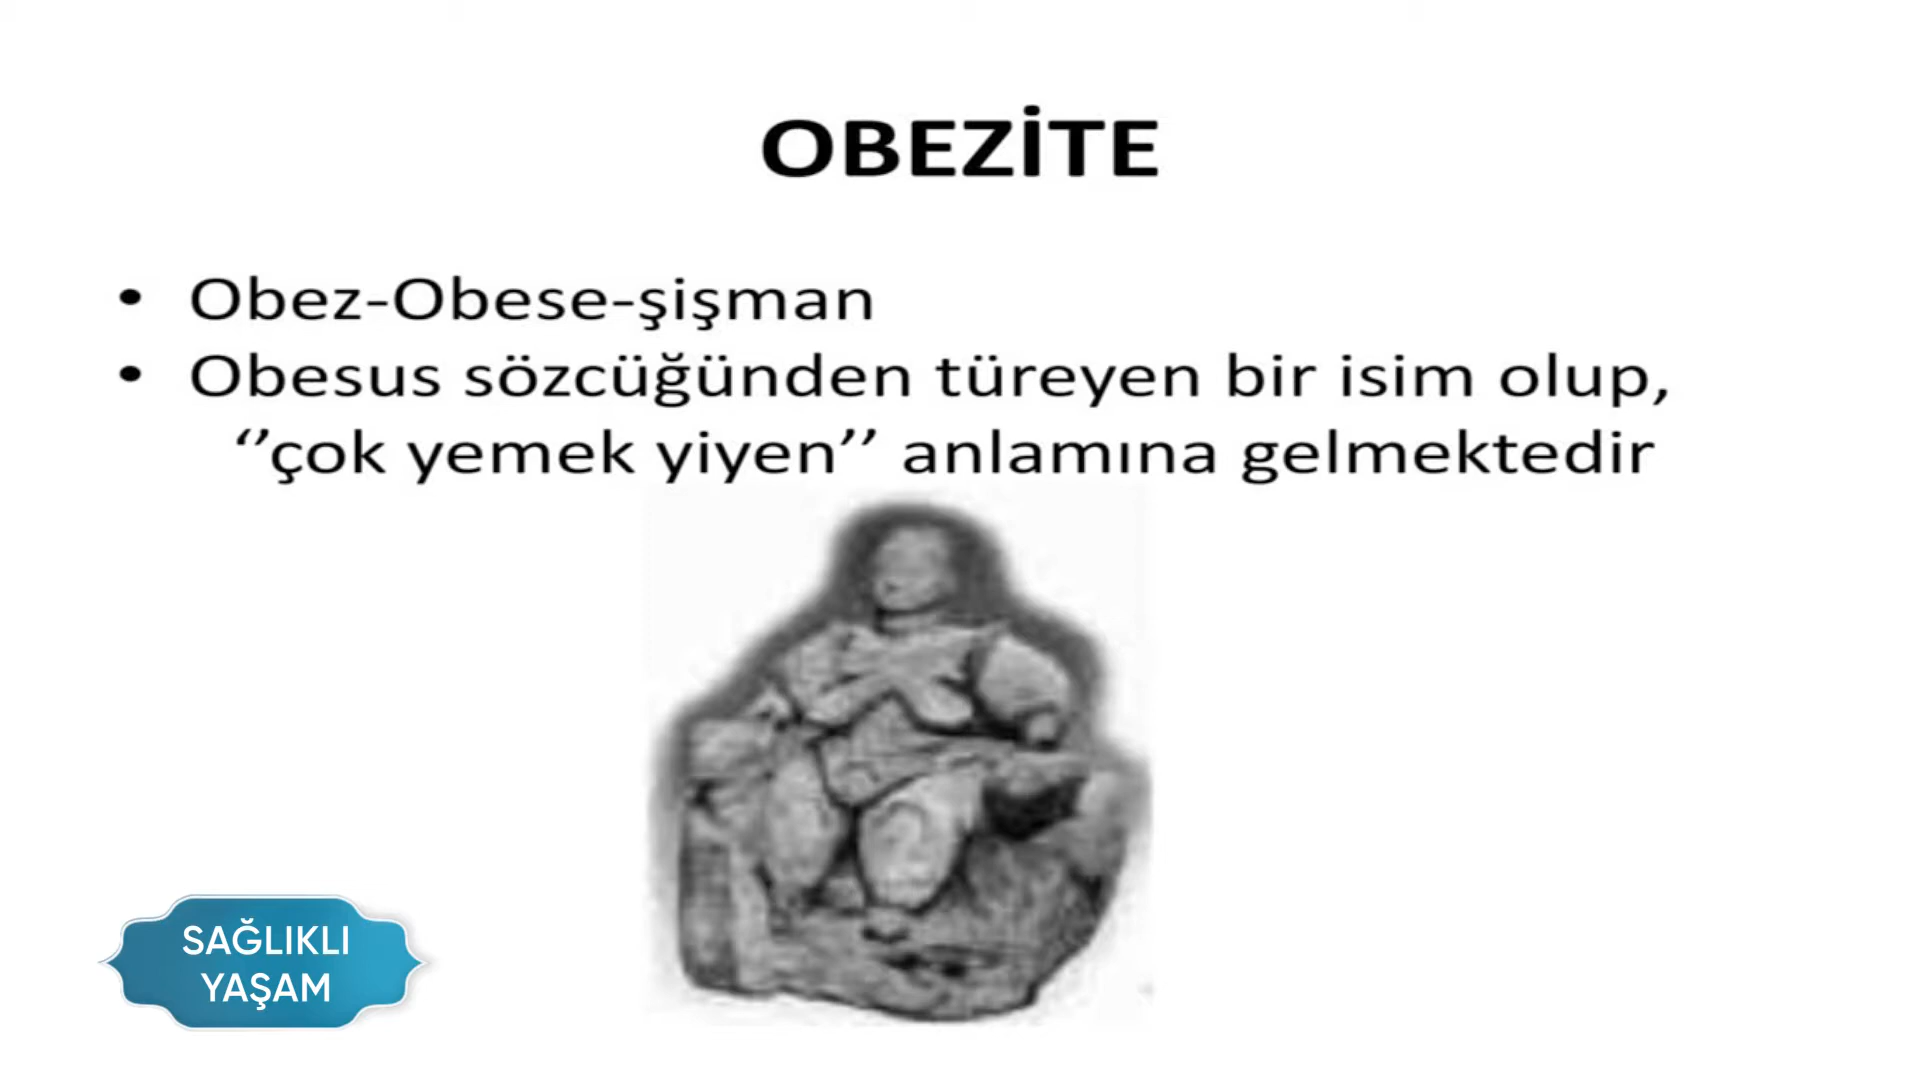 OBEZİTE
• Obez-Obese-şişman
• Obesus sözcüğünden türeyen bir isim olup,
‘’çok yemek yiyen’’ anlamına gelmektedir
SAĞLIKLI
YAŞAM